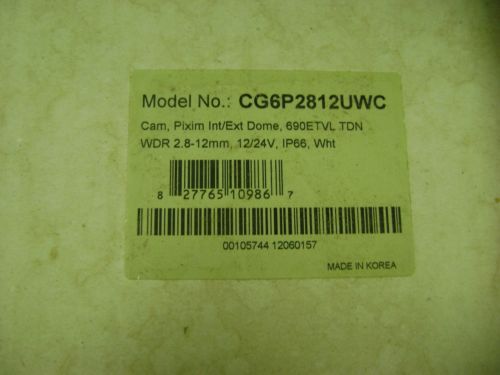 Model No.: CG6P2812UWC
Cam, Pixim Int/Ext Dome, 690ETVL TDN
WDR 2.8-12mm, 12/24V, IP66, Wht
8 27765 10986 7
00105744 12060157
MADE IN KOREA